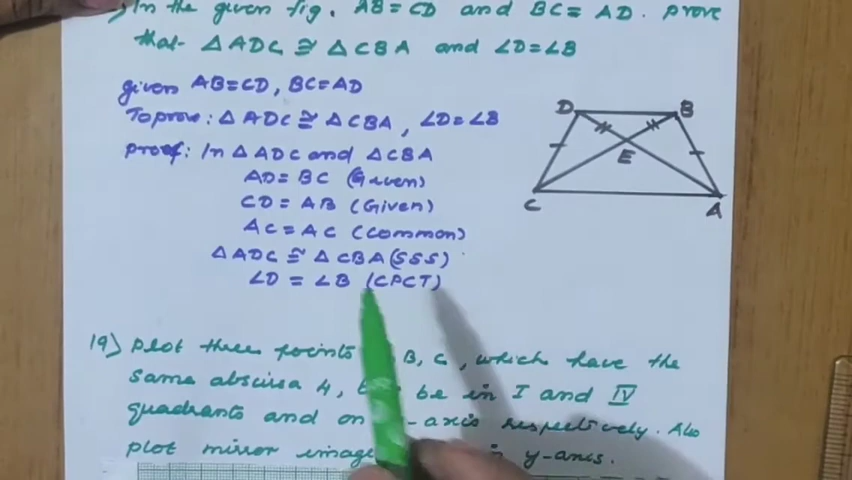 In the given fig. AB = CD and BC = AD. prove
that ∆ ADC ≅ ∆ CBA and ∠D = ∠B
given AB = CD, BC = AD
To prove : ∆ ADC ≅ ∆ CBA , ∠D = ∠B
proof: In ∆ ADC and ∆ CBA
AD = BC (Given)
CD = AB (Given)
AC = AC (Common)
∆ ADC ≅ ∆ CBA (SSS)
∠D = ∠B (CPCT)
D
B
E
C
A
19) plot three points B, C, which have the
same abscissa 4, be in I and IV
quadrants and on -axis respectively. Also
plot mirror imag in y-axis.